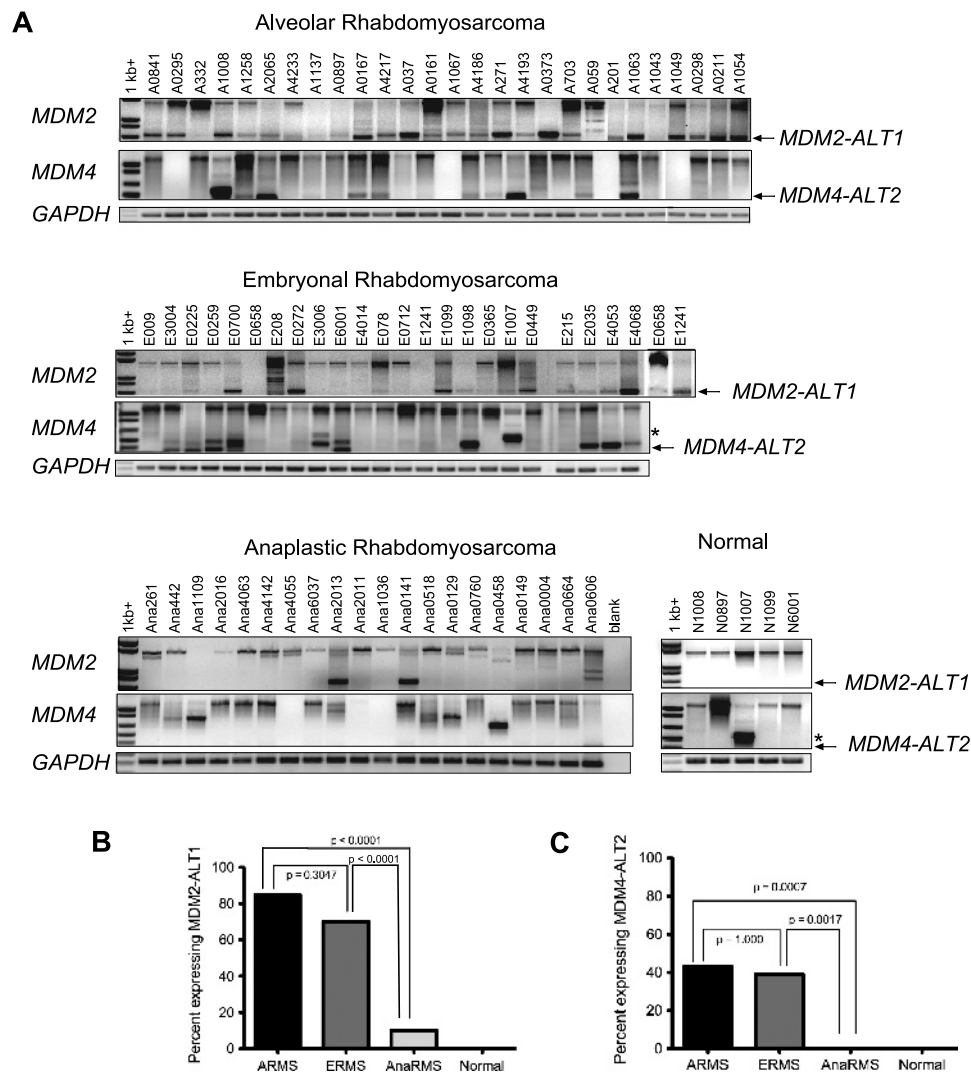 A
Alveolar Rhabdomyosarcoma
1 kb+ A0841 A0295 A332 A1008 A1258 A2065 A4233 A1137 A0897 A0167 A4217 A037 A0161 A1067 A4186 A271 A4193 A0373 A703 A059 A201 A1063 A1043 A1049 A0298 A0211 A1054
MDM2
MDM2-ALT1
MDM4
MDM4-ALT2
GAPDH
Embryonal Rhabdomyosarcoma
1 kb+ E009 E3004 E0225 E0259 E0700 E0658 E208 E0272 E3006 E6001 E4014 E078 E0712 E1241 E1099 E1098 E0365 E1007 E0449 E215 E2035 E4053 E4068 E0658 E1241
MDM2
MDM2-ALT1
MDM4
*
MDM4-ALT2
GAPDH
Anaplastic Rhabdomyosarcoma
1kb+ Ana261 Ana442 Ana1109 Ana2016 Ana4063 Ana4142 Ana4055 Ana6037 Ana2013 Ana2011 Ana1036 Ana0141 Ana0518 Ana0129 Ana0760 Ana0458 Ana0149 Ana0004 Ana0664 Ana0606 blank
MDM2
MDM4
GAPDH
Normal
1 kb+ N1008 N0897 N1007 N1099 N6001
MDM2-ALT1
*
MDM4-ALT2
B
Percent expressing MDM2-ALT1
100
80
60
40
20
0
p < 0.0001
p < 0.0001
p = 0.3047
ARMS ERMS AnaRMS Normal
C
Percent expressing MDM4-ALT2
100
80
60
40
20
0
p = 0.0007
p = 0.0017
p = 1.000
ARMS ERMS AnaRMS Normal